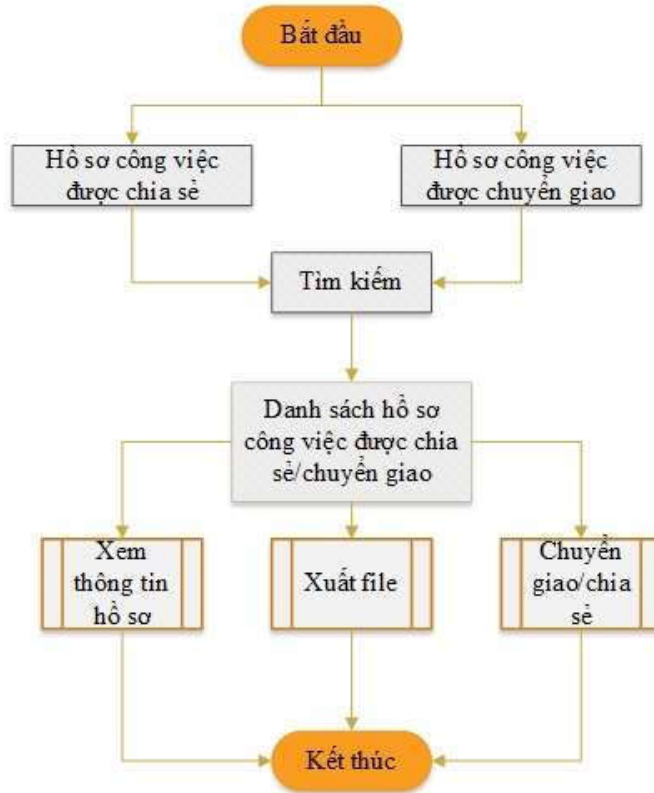 Bắt đầu
Hồ sơ công việc
được chia sẻ
Hồ sơ công việc
được chuyển giao
Tìm kiếm
Danh sách hồ sơ
công việc được chia
sẻ/chuyển giao
Xem
thông tin
hồ sơ
Xuất file
Chuyển
giao/chia
sẻ
Kết thúc